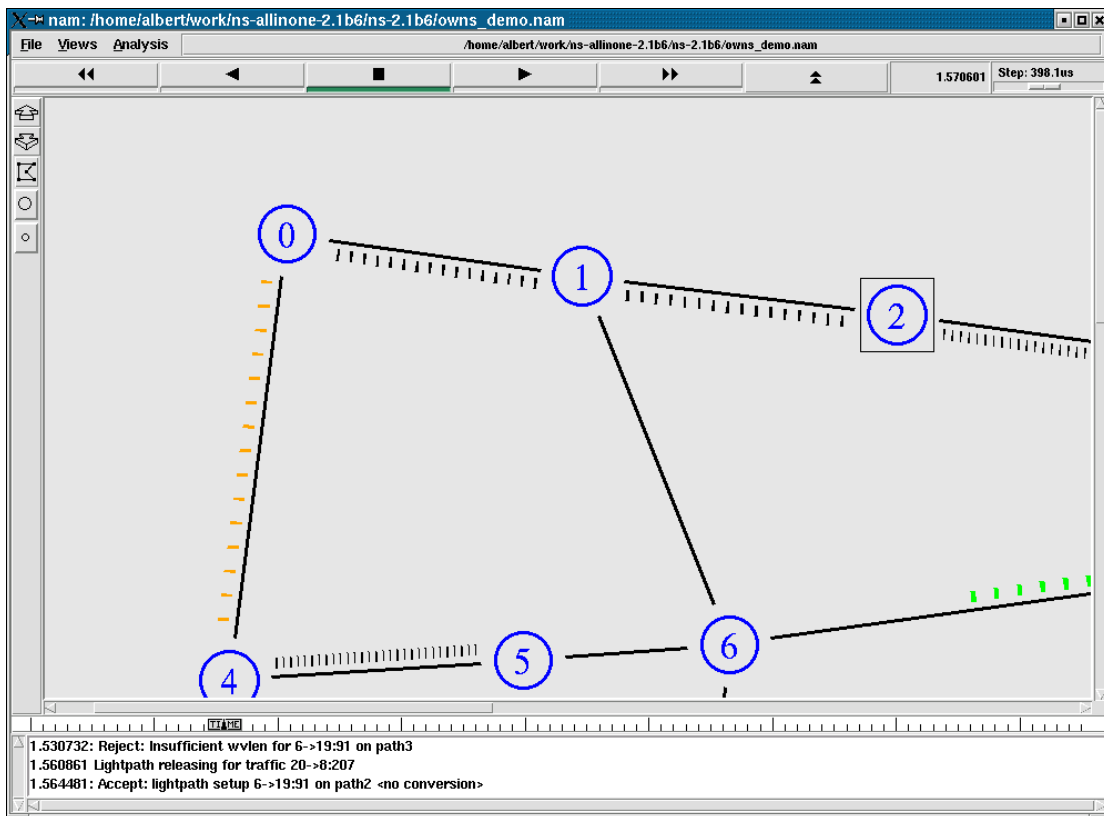 nam: /home/albert/work/ns-allinone-2.1b6/ns-2.1b6/owns_demo.nam
File Views Analysis /home/albert/work/ns-allinone-2.1b6/ns-2.1b6/owns_demo.nam
1.570601 Step: 398.1us
0
1
2
4
5
6
TIME
1.530732: Reject: Insufficient wvlen for 6->19:91 on path3
1.560861 Lightpath releasing for traffic 20->8:207
1.564481: Accept: lightpath setup 6->19:91 on path2 <no conversion>